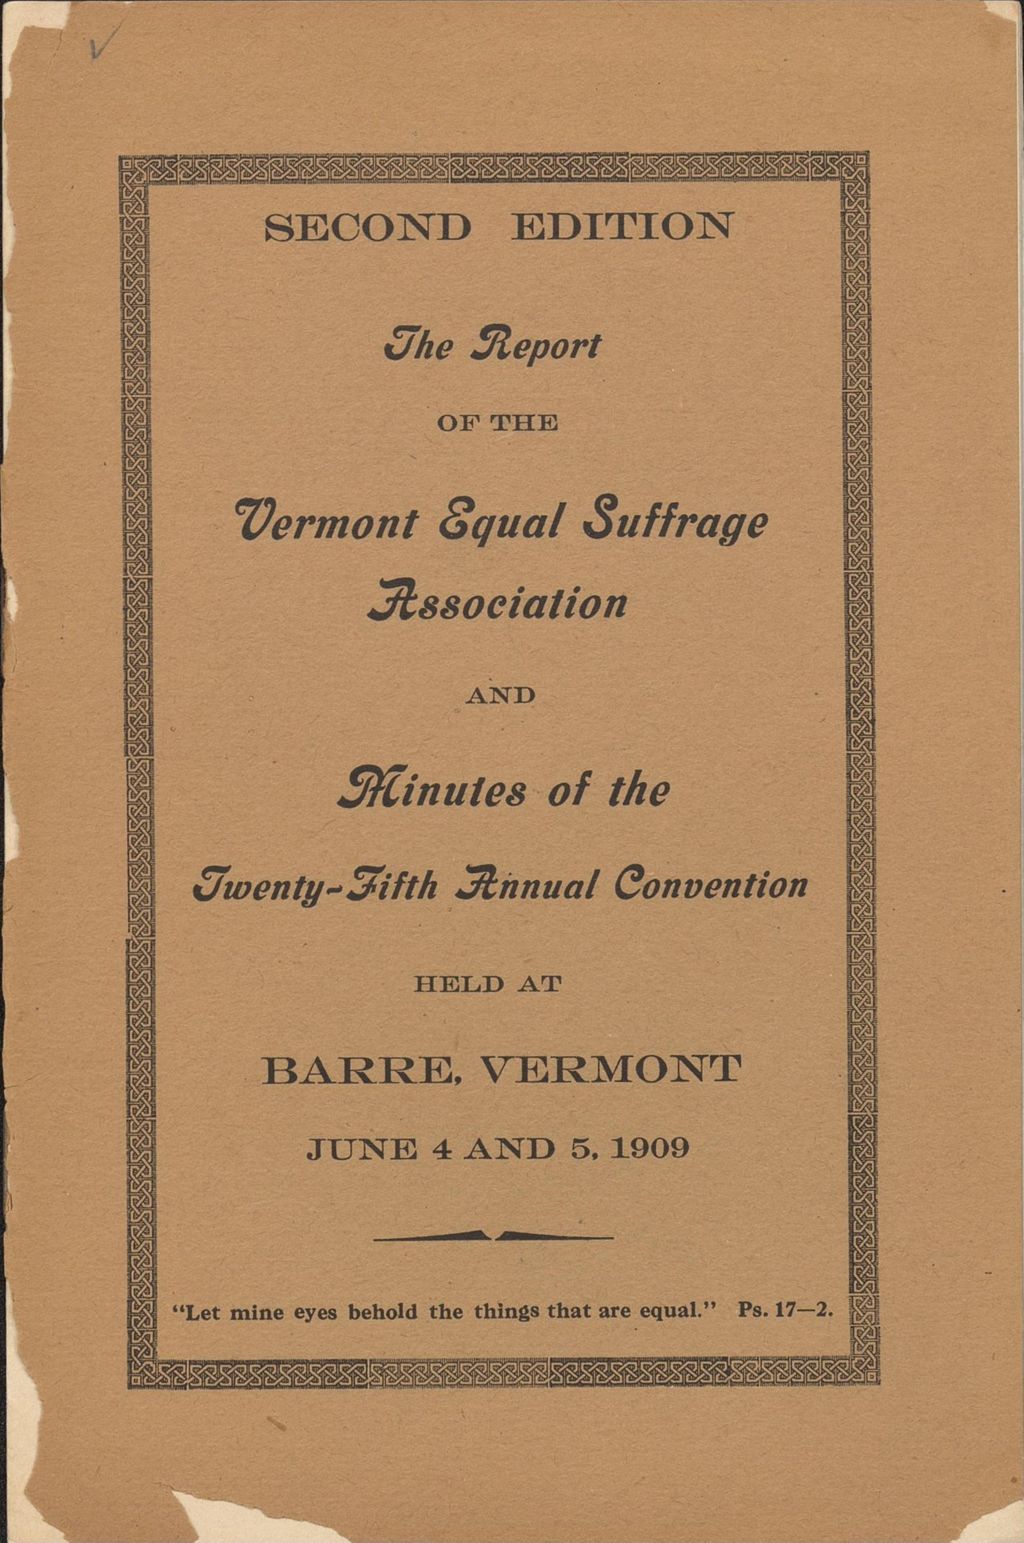 SECOND EDITION
The Report
OF THE
Vermont Equal Suffrage
Association
AND
Minutes of the
Twenty-Fifth Annual Convention
HELD AT
BARRE, VERMONT
JUNE 4 AND 5, 1909
“Let mine eyes behold the things that are equal.” Ps. 17—2.